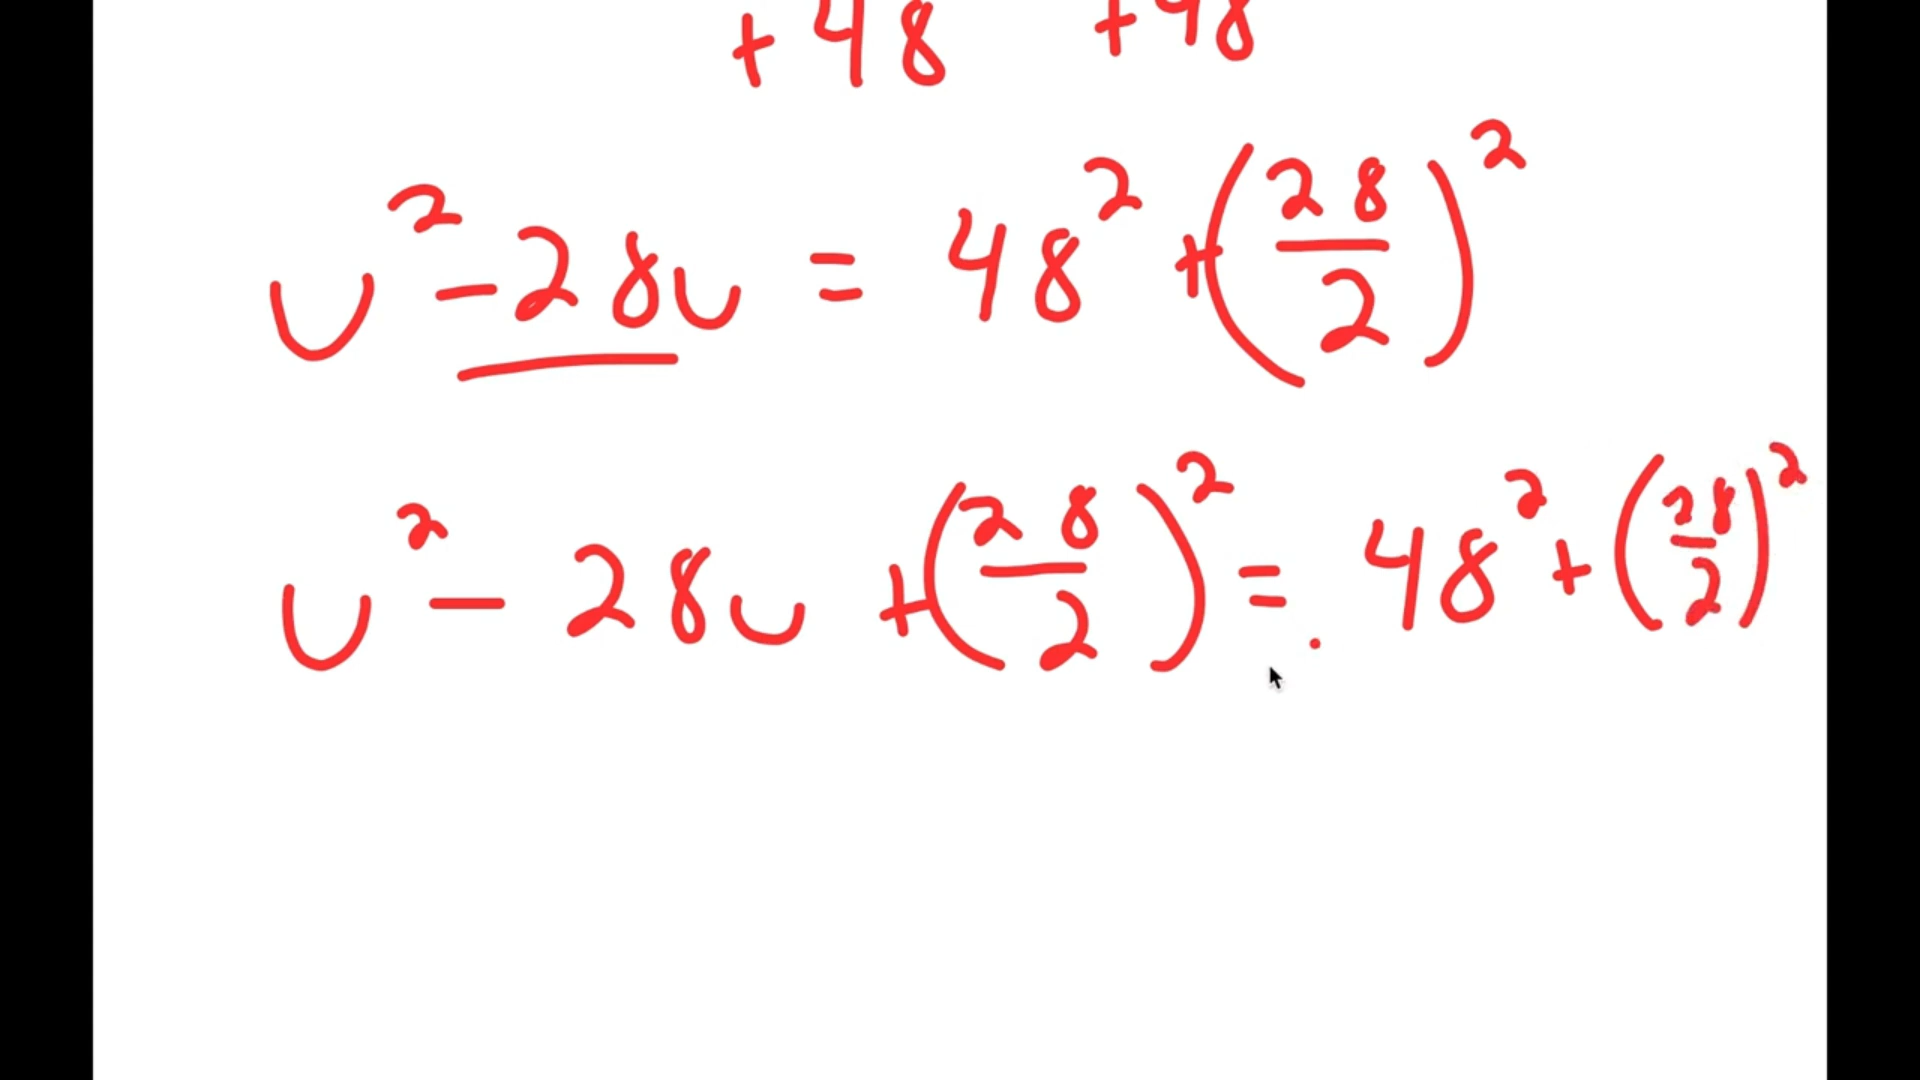 +48 +48
u² - 28u = 48² + (28/2)²
u² - 28u + (28/2)² = . 48² + (28/2)²